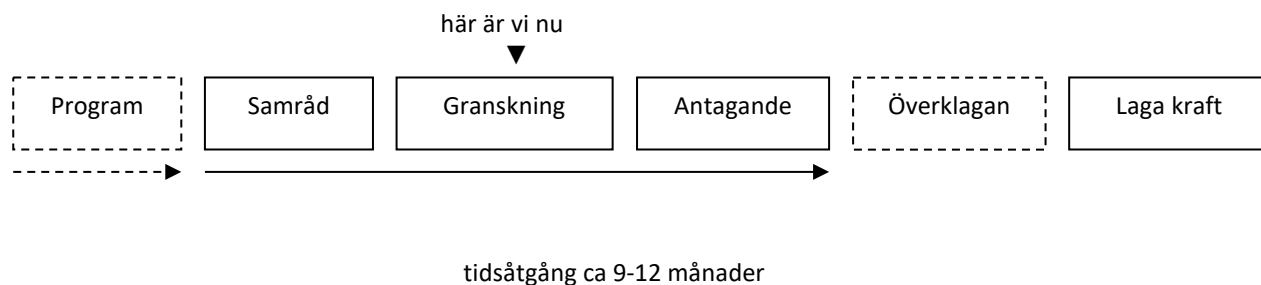 här är vi nu
Program Samråd Granskning Antagande Överklagan Laga kraft
tidsåtgång ca 9-12 månader